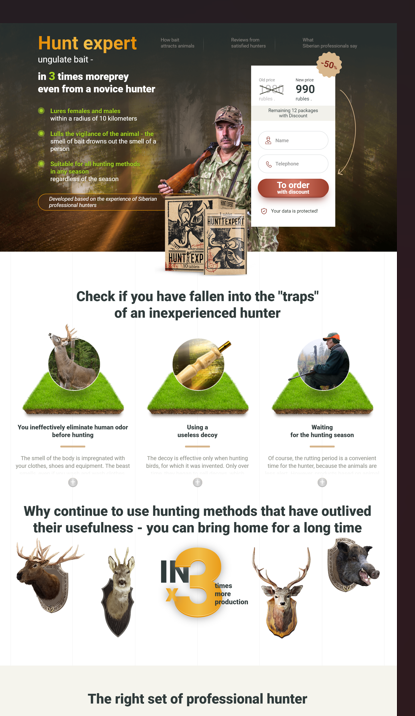 Hunt expert
ungulate bait -
in 3 times moreprey
even from a novice hunter
How bait
attracts animals
Reviews from
satisfied hunters
What
Siberian professionals say
Lures females and males
within a radius of 10 kilometers
Lulls the vigilance of the animal - the
smell of bait drowns out the smell of a
person
Suitable for all hunting methods
in any season -
regardless of the season
Developed based on the experience of Siberian
professional hunters
-50%
Old price
New price
1980
990
rubles.
rubles.
Remaining 12 packages
with Discount
Name
Telephone
To order
with discount
Your data is protected!
HUNTEXPERT
HUNTEXPERT
Check if you have fallen into the "traps"
of an inexperienced hunter
You ineffectively eliminate human odor
before hunting
Using a
useless decoy
Waiting
for the hunting season
The smell of the body is impregnated with
your clothes, shoes and equipment. The beast
The decoy is effective only when hunting
birds, for which it was invented. Only over
Of course, the rutting period is a convenient
time for the hunter, because the animals are
Why continue to use hunting methods that have outlived
their usefulness - you can bring home for a long time
IN
x
3
times
more
production
The right set of professional hunter